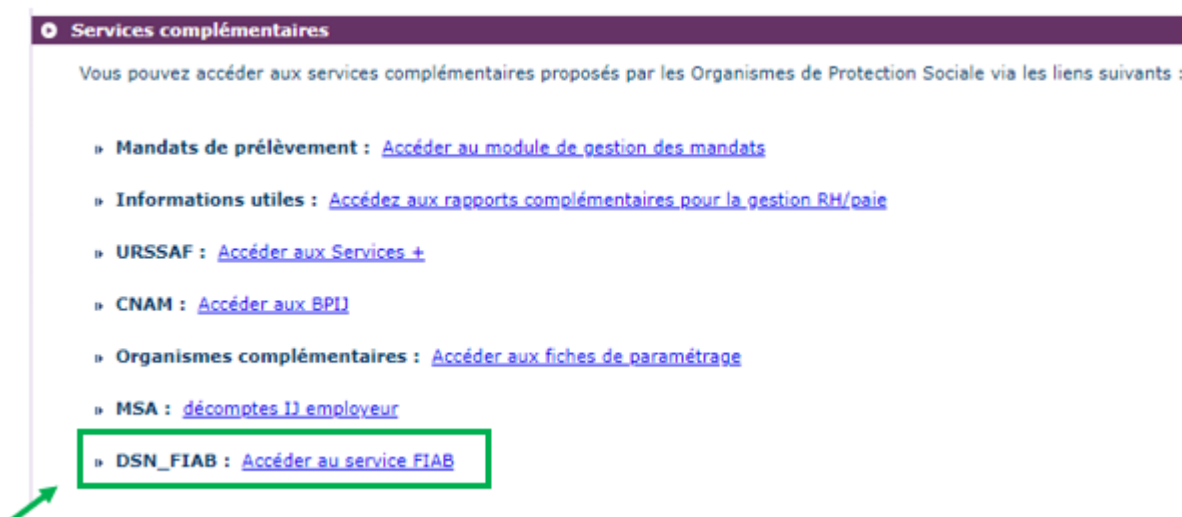 Services complémentaires
Vous pouvez accéder aux services complémentaires proposés par les Organismes de Protection Sociale via les liens suivants :
Mandats de prélèvement : Accéder au module de gestion des mandats
Informations utiles : Accédez aux rapports complémentaires pour la gestion RH/paie
URSSAF : Accéder aux Services +
CNAM : Accéder aux BPIJ
Organismes complémentaires : Accéder aux fiches de paramétrage
MSA : décomptes IJ employeur
DSN_FIAB : Accéder au service FIAB